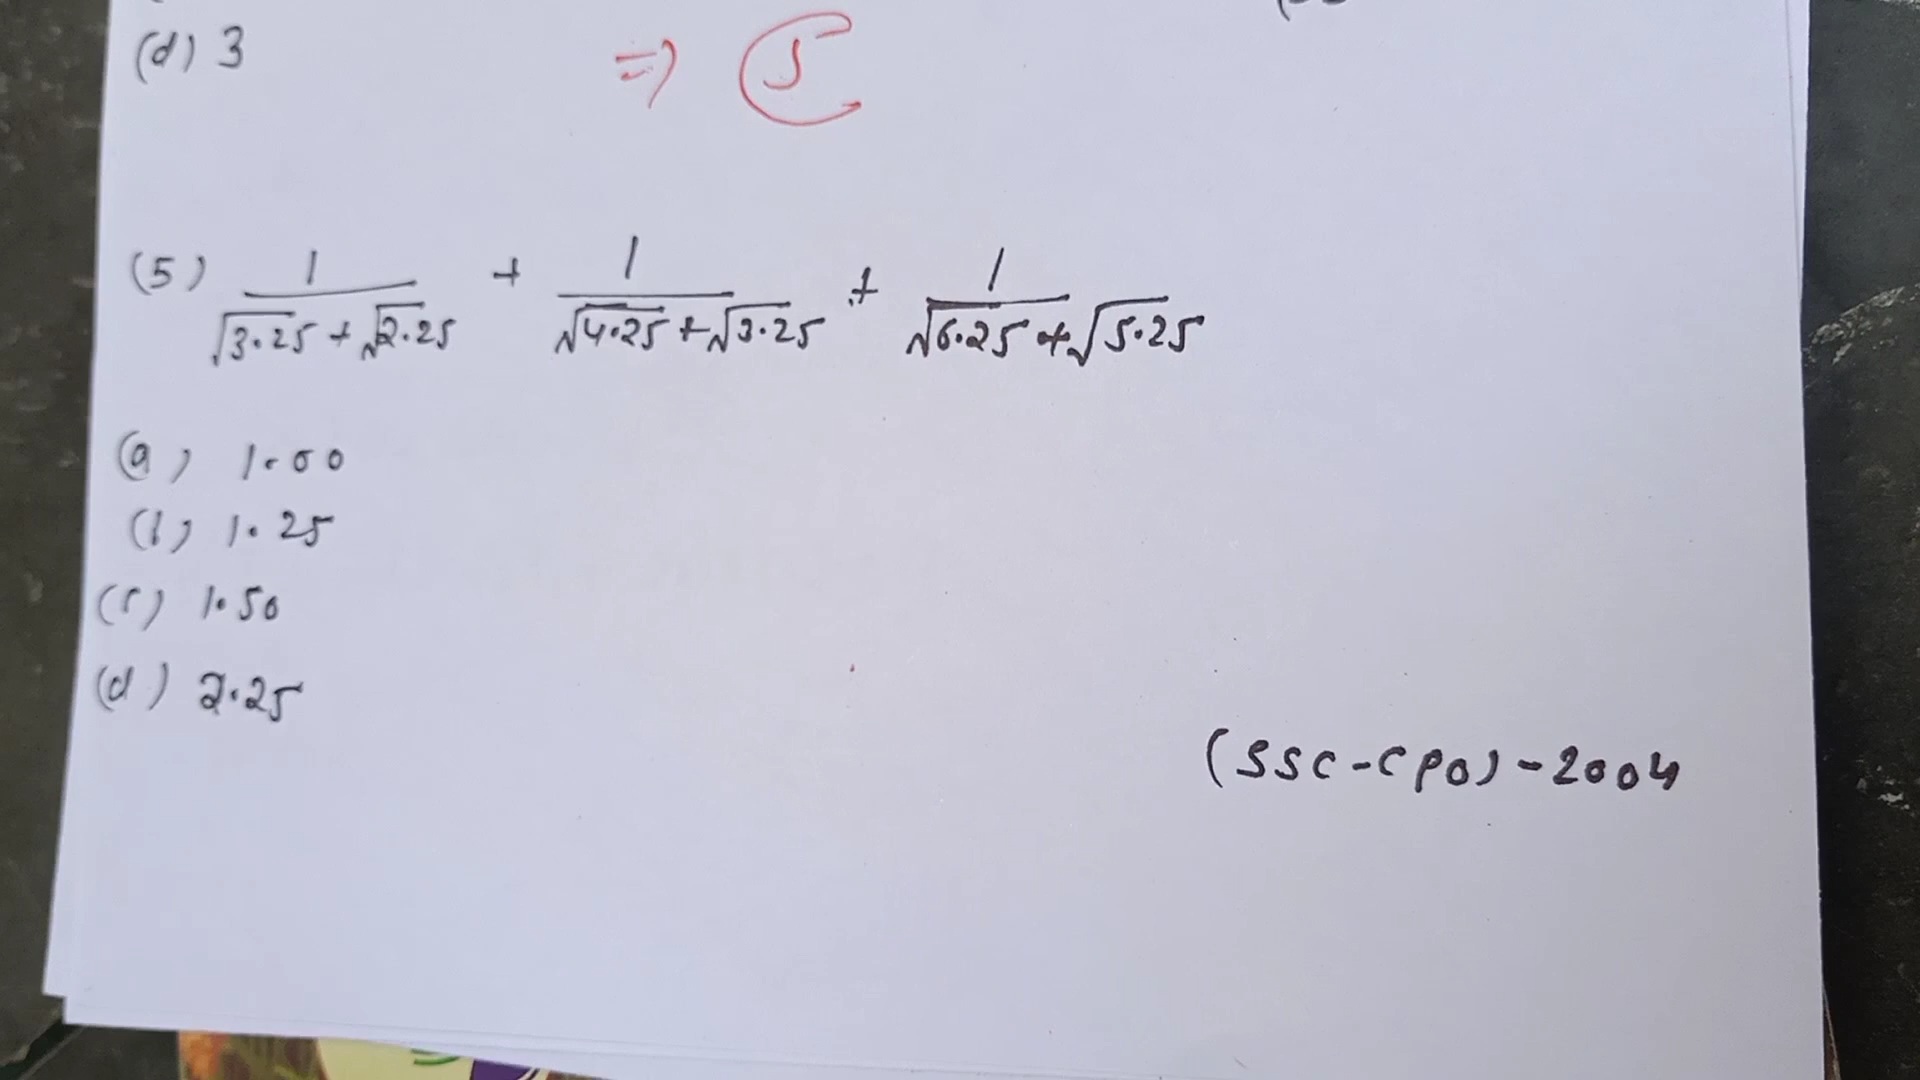 (d) 3
=> 5
(5) 1/(√3.25 + √2.25) + 1/(√4.25 + √3.25) + 1/(√6.25 + √5.25)
(a) 1.00
(b) 1.25
(c) 1.50
(d) 2.25
(SSC-CPO) - 2004